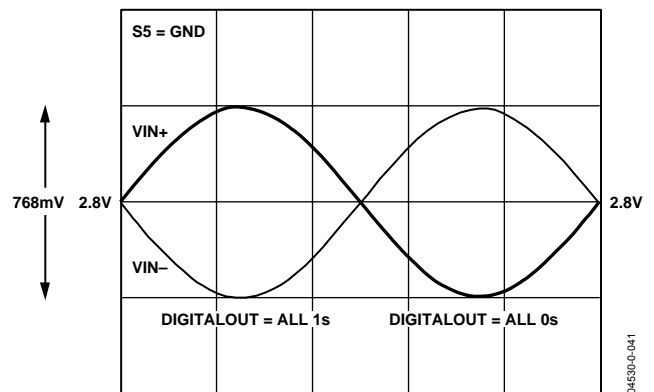 S5 = GND
VIN+
768mV
2.8V
2.8V
VIN–
DIGITALOUT = ALL 1s
DIGITALOUT = ALL 0s
04530-0-041